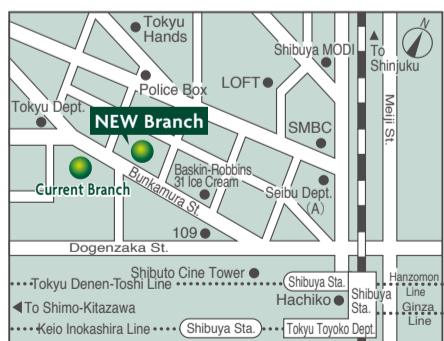 Tokyu
Hands
Shibuya MODI
To
Shinjuku
Police Box
LOFT
Meiji St.
Tokyu Dept.
NEW Branch
SMBC
Current Branch
Bunkamura St.
Baskin-Robbins
31 Ice Cream
Seibu Dept.
(A)
109
Dogenzaka St.
Shibuto Cine Tower
Shibuya Sta.
Hanzomon
Line
Tokyu Denen-Toshi Line
Hachiko
Shibuya
Sta.
Ginza
Line
To Shimo-Kitazawa
Keio Inokashira Line
Shibuya Sta.
Tokyu Toyoko Dept.